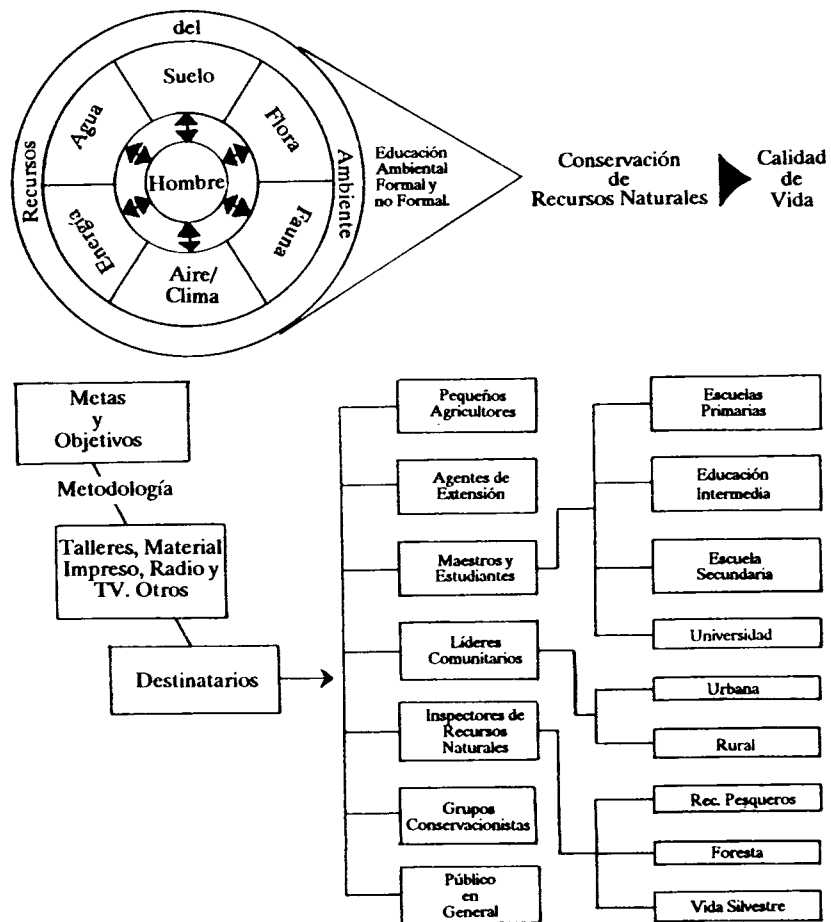 Recursos
del
Ambiente
Suelo
Agua
Flora
Hombre
Energía
Fauna
Aire/
Clima
Educación
Ambiental
Formal y
no Formal.
Conservación
de
Recursos Naturales
Calidad
de
Vida
Metas
y
Objetivos
Metodología
Talleres, Material
Impreso, Radio y
TV. Otros
Destinatarios
Pequeños
Agricultores
Agentes de
Extensión
Maestros y
Estudiantes
Líderes
Comunitarios
Inspectores de
Recursos
Naturales
Grupos
Conservacionistas
Público
en
General
Escuelas
Primarias
Educación
Intermedia
Escuela
Secundaria
Universidad
Urbana
Rural
Rec. Pesqueros
Foresta
Vida Silvestre